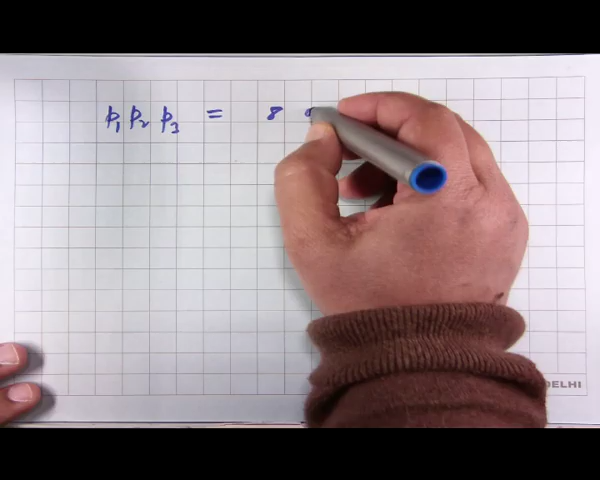 p₁ p₂ p₃ = 8
DELHI